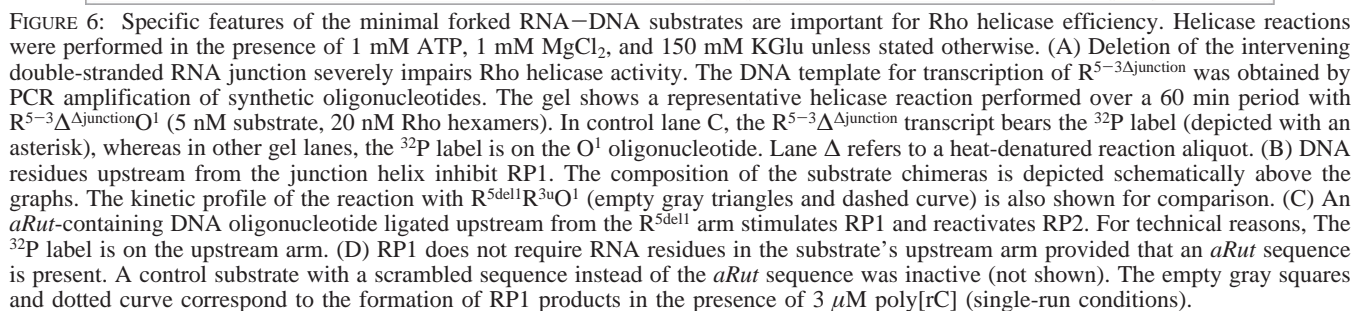 FIGURE 6: Specific features of the minimal forked RNA−DNA substrates are important for Rho helicase efficiency. Helicase reactions
were performed in the presence of 1 mM ATP, 1 mM MgCl₂, and 150 mM KGlu unless stated otherwise. (A) Deletion of the intervening
double-stranded RNA junction severely impairs Rho helicase activity. The DNA template for transcription of R⁵⁻³ᐞʲᵘⁿᶜᵗⁱᵒⁿ was obtained by
PCR amplification of synthetic oligonucleotides. The gel shows a representative helicase reaction performed over a 60 min period with
R⁵⁻³ΔᐞʲᵘⁿᶜᵗⁱᵒⁿO¹ (5 nM substrate, 20 nM Rho hexamers). In control lane C, the R⁵⁻³Δᐞʲᵘⁿᶜᵗⁱᵒⁿ transcript bears the ³²P label (depicted with an
asterisk), whereas in other gel lanes, the ³²P label is on the O¹ oligonucleotide. Lane Δ refers to a heat-denatured reaction aliquot. (B) DNA
residues upstream from the junction helix inhibit RP1. The composition of the substrate chimeras is depicted schematically above the
graphs. The kinetic profile of the reaction with R⁵ᵈᵉˡ¹R³ᵘO¹ (empty gray triangles and dashed curve) is also shown for comparison. (C) An
aRut-containing DNA oligonucleotide ligated upstream from the R⁵ᵈᵉˡ¹ arm stimulates RP1 and reactivates RP2. For technical reasons, The
³²P label is on the upstream arm. (D) RP1 does not require RNA residues in the substrate's upstream arm provided that an aRut sequence
is present. A control substrate with a scrambled sequence instead of the aRut sequence was inactive (not shown). The empty gray squares
and dotted curve correspond to the formation of RP1 products in the presence of 3 μM poly[rC] (single-run conditions).